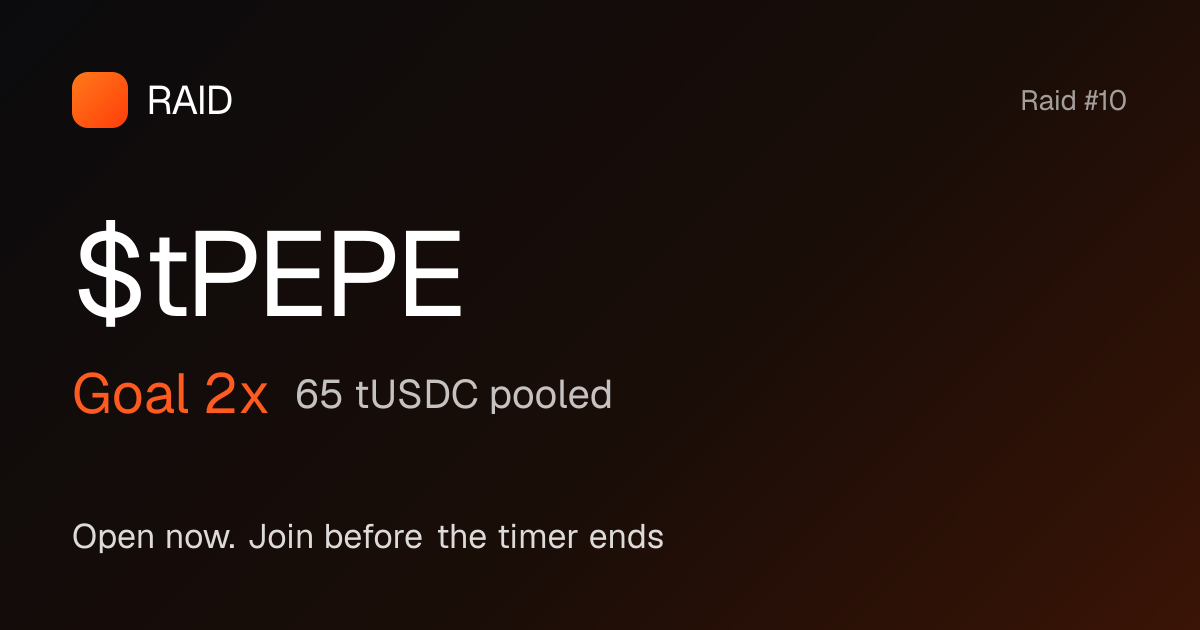 RAID
Raid #10
$tPEPE
Goal 2x 65 tUSDC pooled
Open now. Join before the timer ends